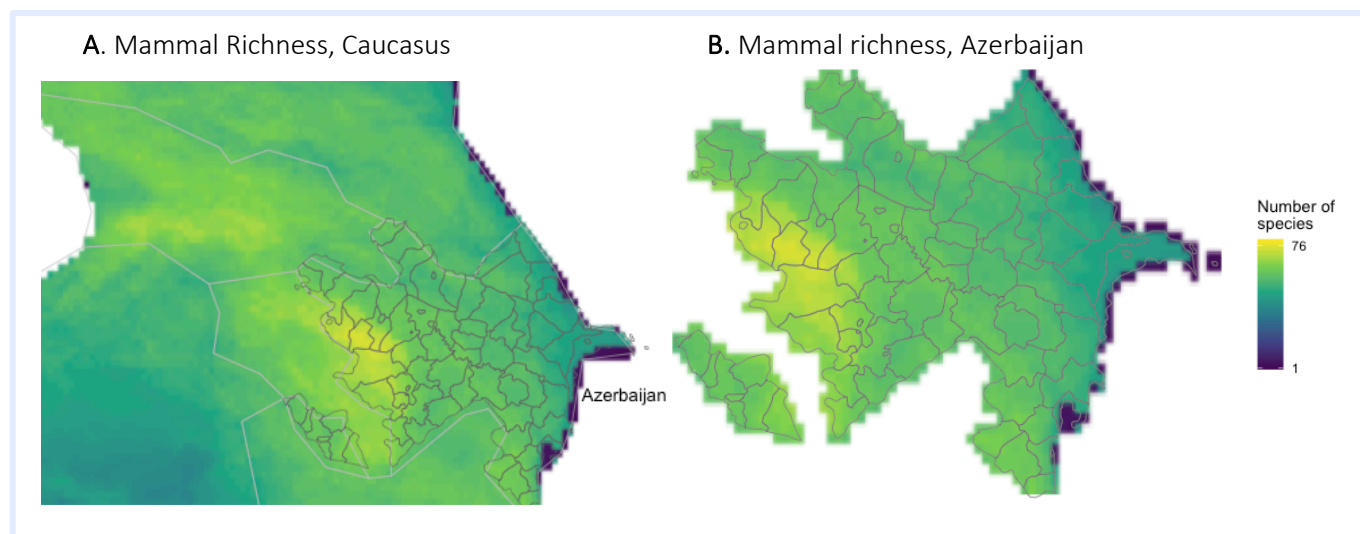 A. Mammal Richness, Caucasus
B. Mammal richness, Azerbaijan
Azerbaijan
Number of
species
76
1